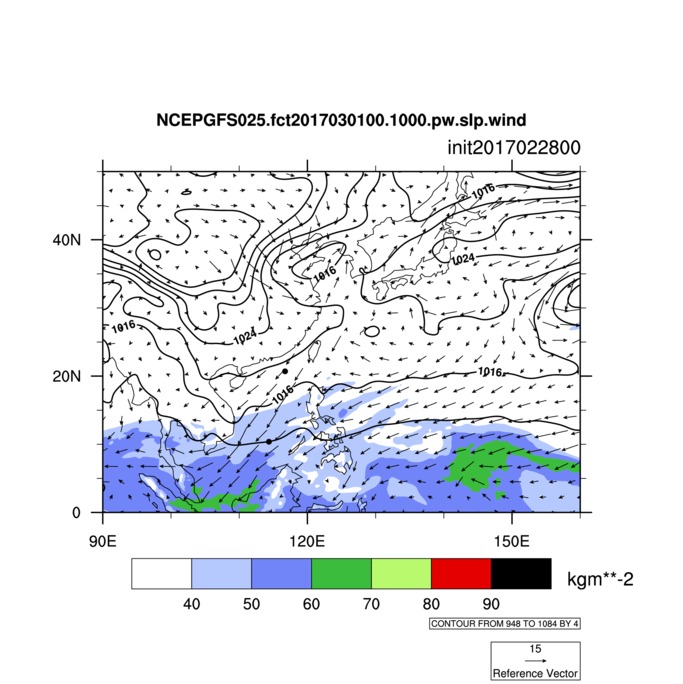 NCEPGFS025.fct2017030100.1000.pw.slp.wind
init2017022800
1016
40N
1024
1016
1016
1024
20N
1016
1016
0
90E 120E 150E
kgm**-2
40 50 60 70 80 90
CONTOUR FROM 948 TO 1084 BY 4
15
Reference Vector